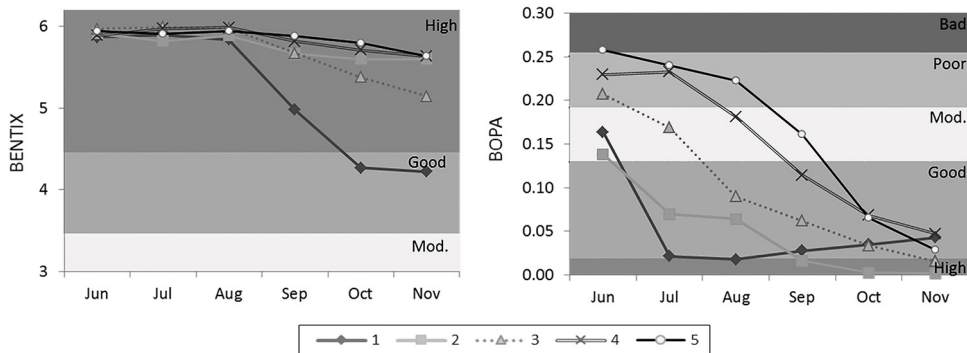 BENTIX
6
5
4
3
High
Good
Mod.
Jun Jul Aug Sep Oct Nov
BOPA
0.30
0.25
0.20
0.15
0.10
0.05
0.00
Bad
Poor
Mod.
Good
High
Jun Jul Aug Sep Oct Nov
1 2 3 4 5